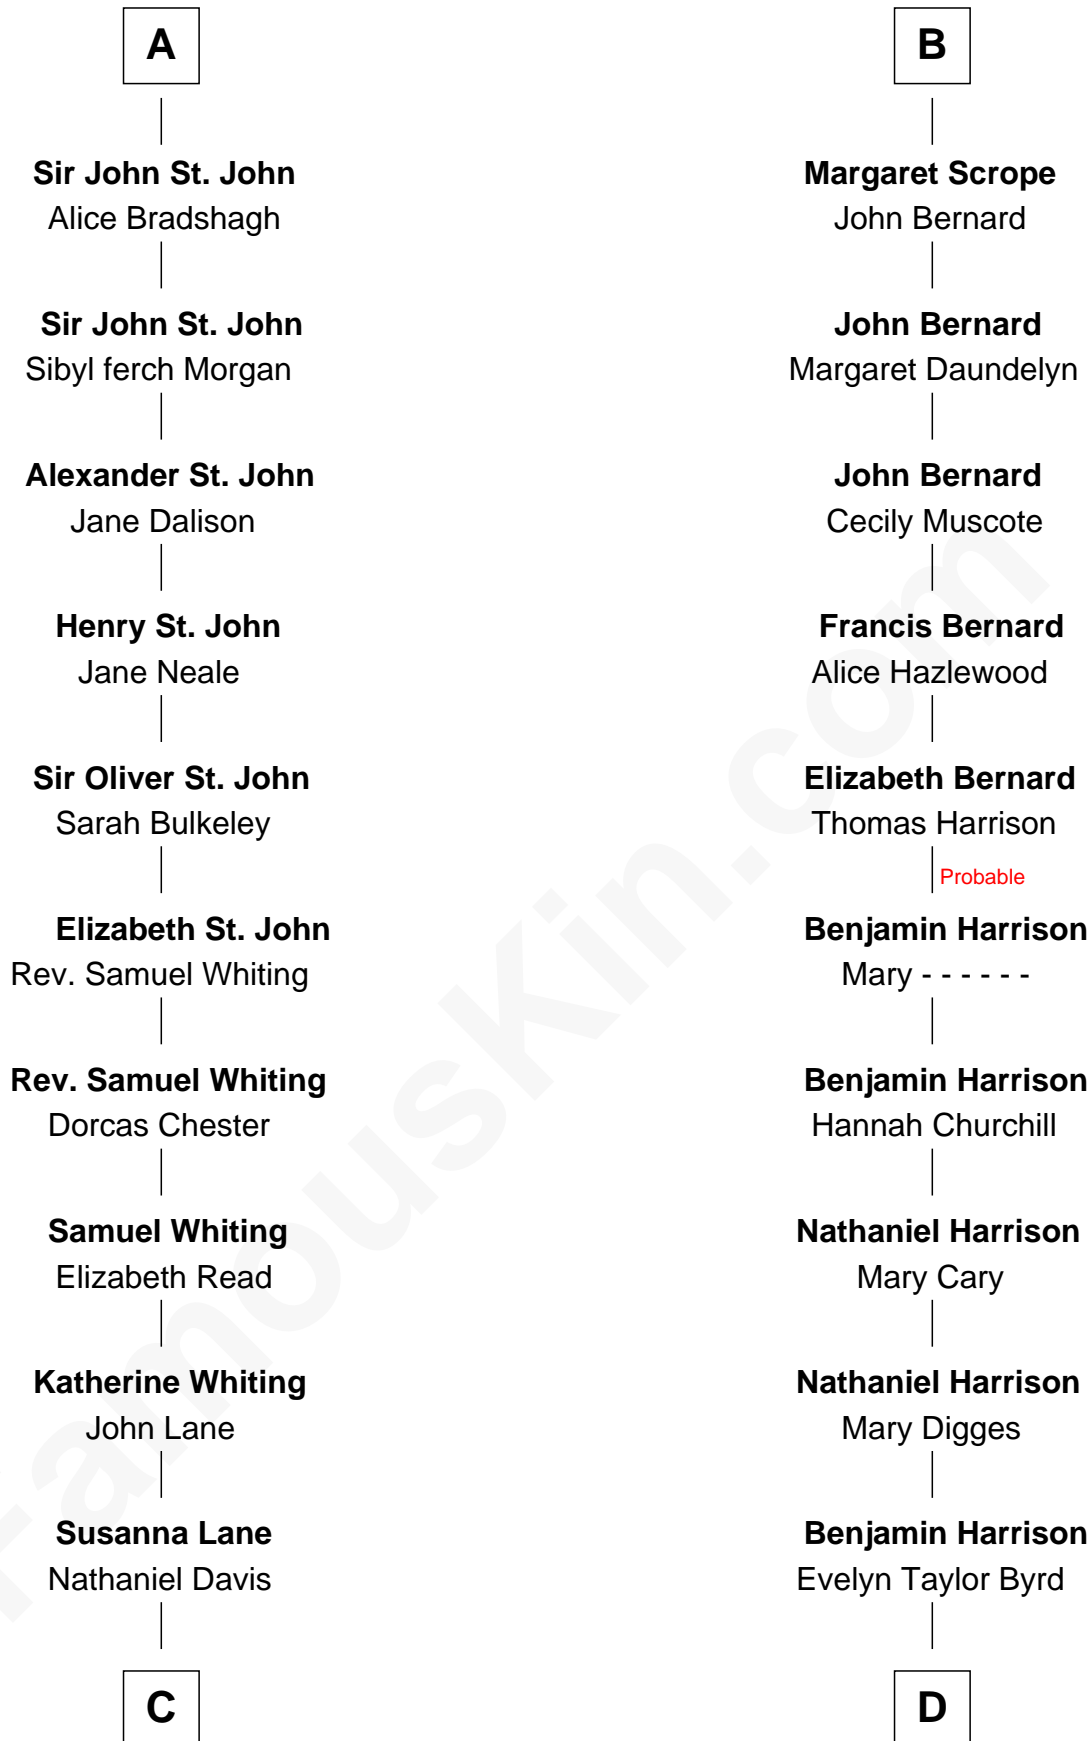 A
Sir John St. John
Alice Bradshagh
Sir John St. John
Sibyl ferch Morgan
Alexander St. John
Jane Dalison
Henry St. John
Jane Neale
Sir Oliver St. John
Sarah Bulkeley
Elizabeth St. John
Rev. Samuel Whiting
Rev. Samuel Whiting
Dorcas Chester
Samuel Whiting
Elizabeth Read
Katherine Whiting
John Lane
Susanna Lane
Nathaniel Davis
C
B
Margaret Scrope
John Bernard
John Bernard
Margaret Daundelyn
John Bernard
Cecily Muscote
Francis Bernard
Alice Hazlewood
Elizabeth Bernard
Thomas Harrison
Probable
Benjamin Harrison
Mary - - - - - -
Benjamin Harrison
Hannah Churchill
Nathaniel Harrison
Mary Cary
Nathaniel Harrison
Mary Digges
Benjamin Harrison
Evelyn Taylor Byrd
D
FamousKin.com